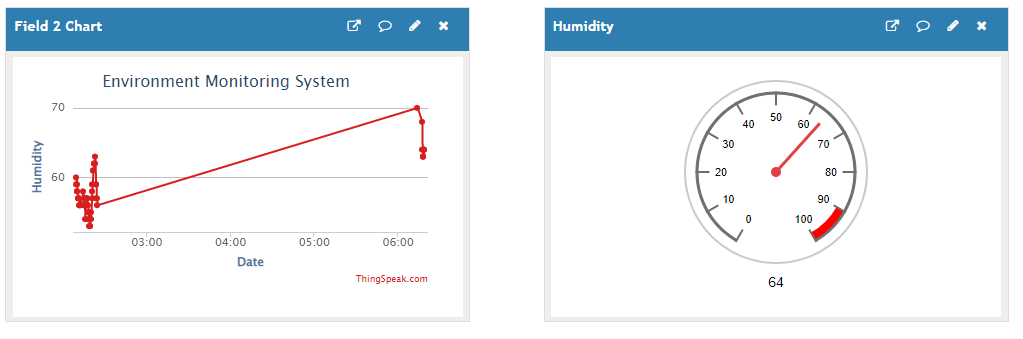 Field 2 Chart
Environment Monitoring System
70
60
Humidity
03:00 04:00 05:00 06:00
Date
ThingSpeak.com
Humidity
0 10 20 30 40 50 60 70 80 90 100
64